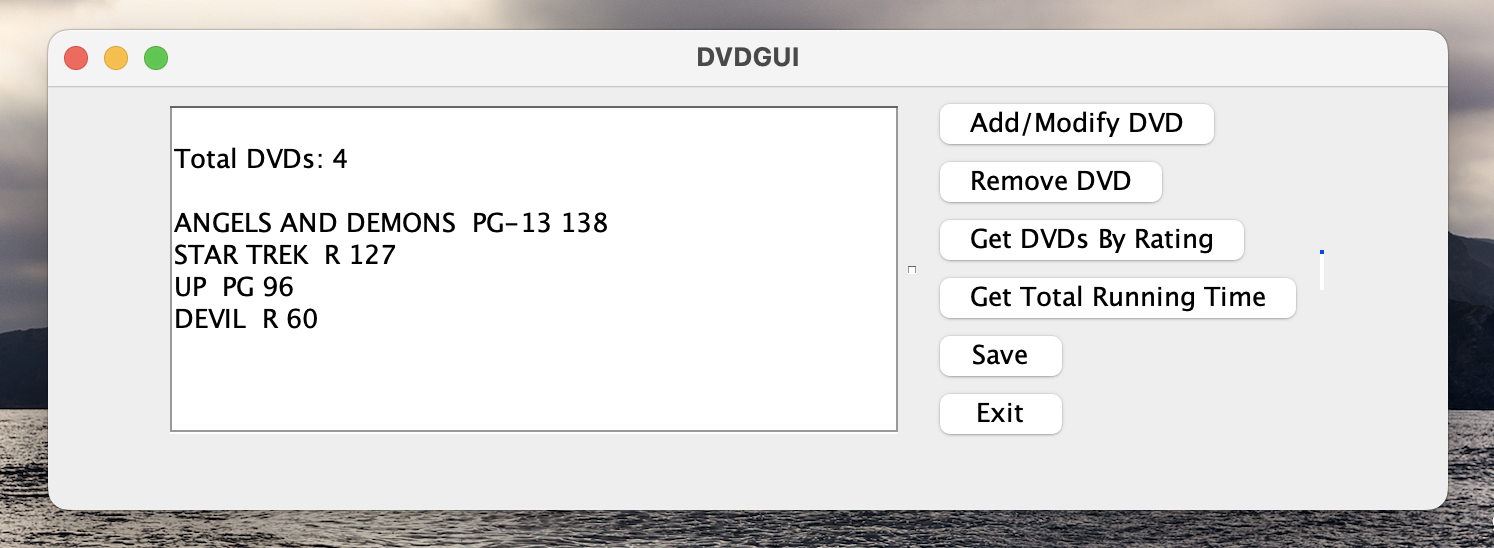 DVDGUI
Total DVDs: 4
ANGELS AND DEMONS  PG-13 138
STAR TREK  R 127
UP  PG 96
DEVIL  R 60
Add/Modify DVD
Remove DVD
Get DVDs By Rating
Get Total Running Time
Save
Exit